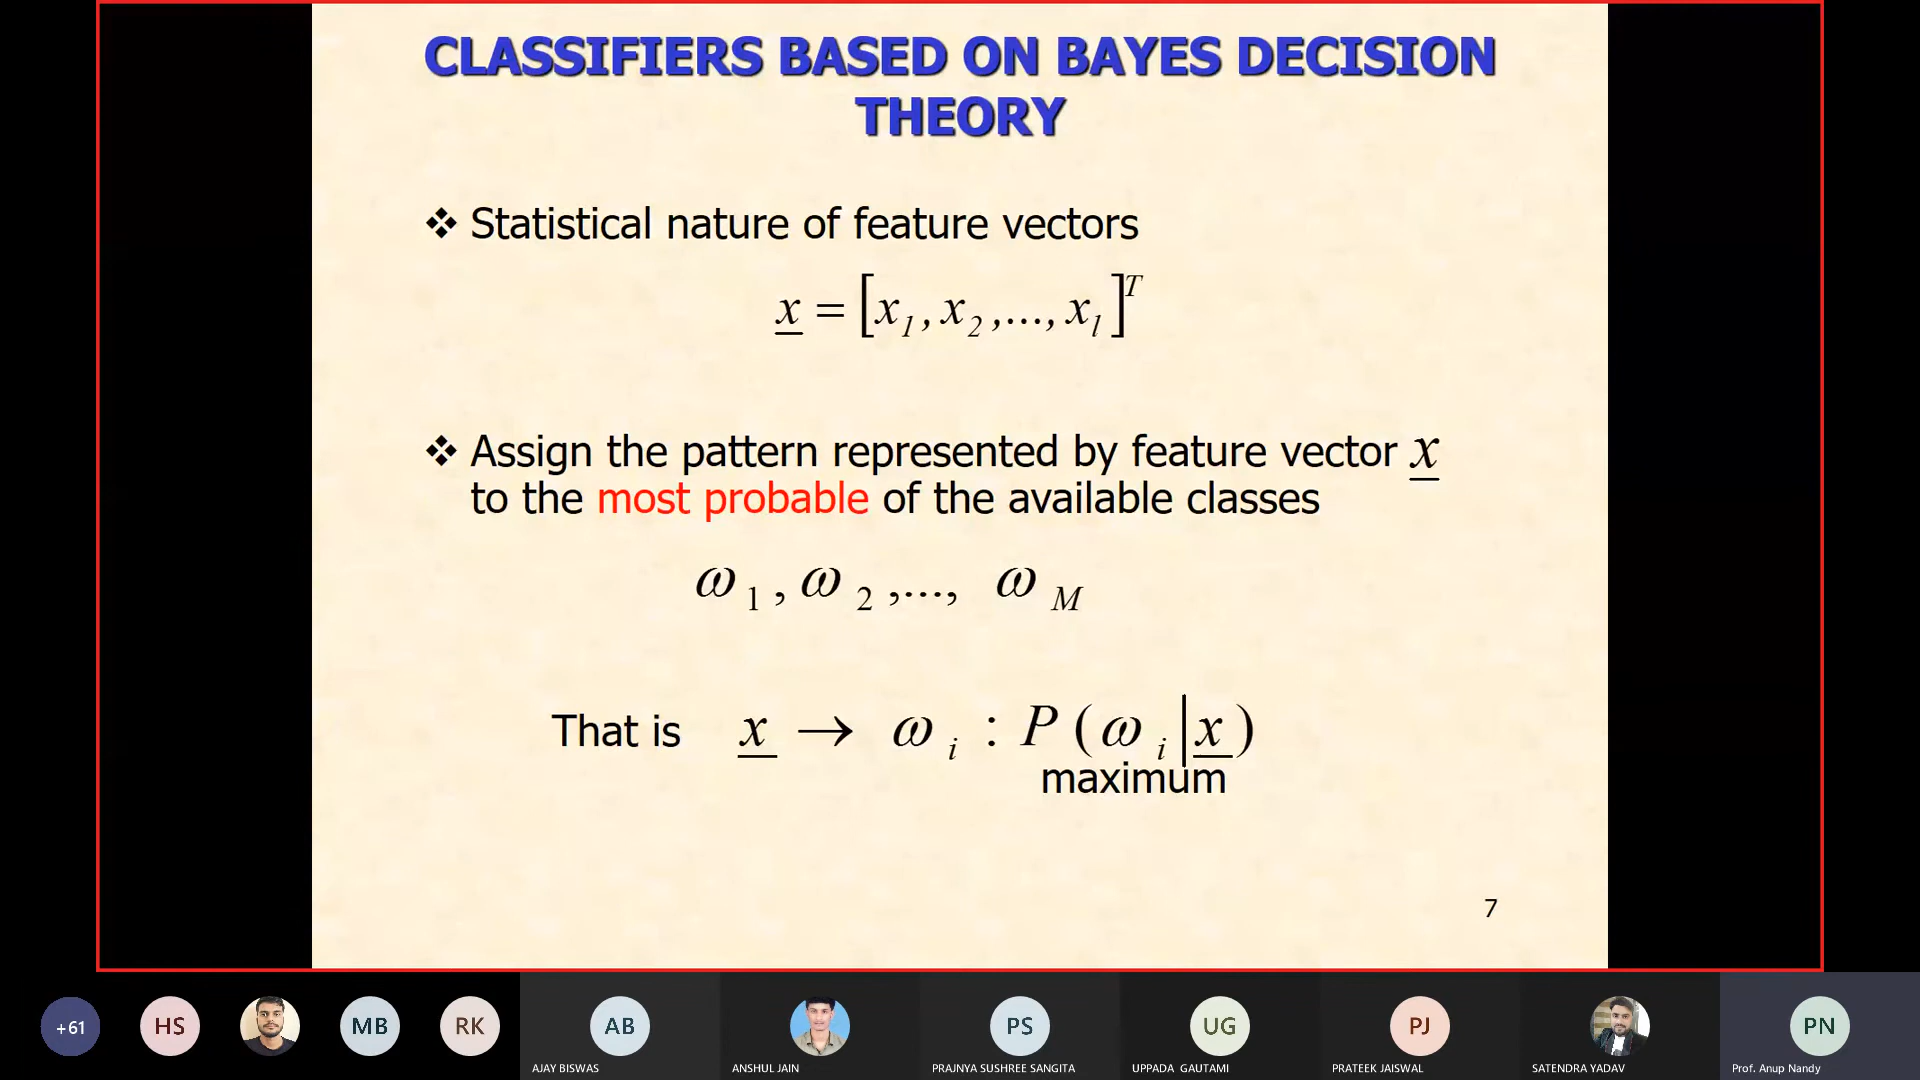 CLASSIFIERS BASED ON BAYES DECISION
THEORY
❖ Statistical nature of feature vectors
x = [x1, x2,..., xl]T
❖ Assign the pattern represented by feature vector x
to the most probable of the available classes
ω1, ω2,..., ωM
That is x → ωi : P(ωi|x)
maximum
7
+61 HS MB RK AB PS UG PJ PN
AJAY BISWAS ANSHUL JAIN PRAJNYA SUSHREE SANGITA UPPADA GAUTAMI PRATEEK JAISWAL SATENDRA YADAV Prof. Anup Nandy